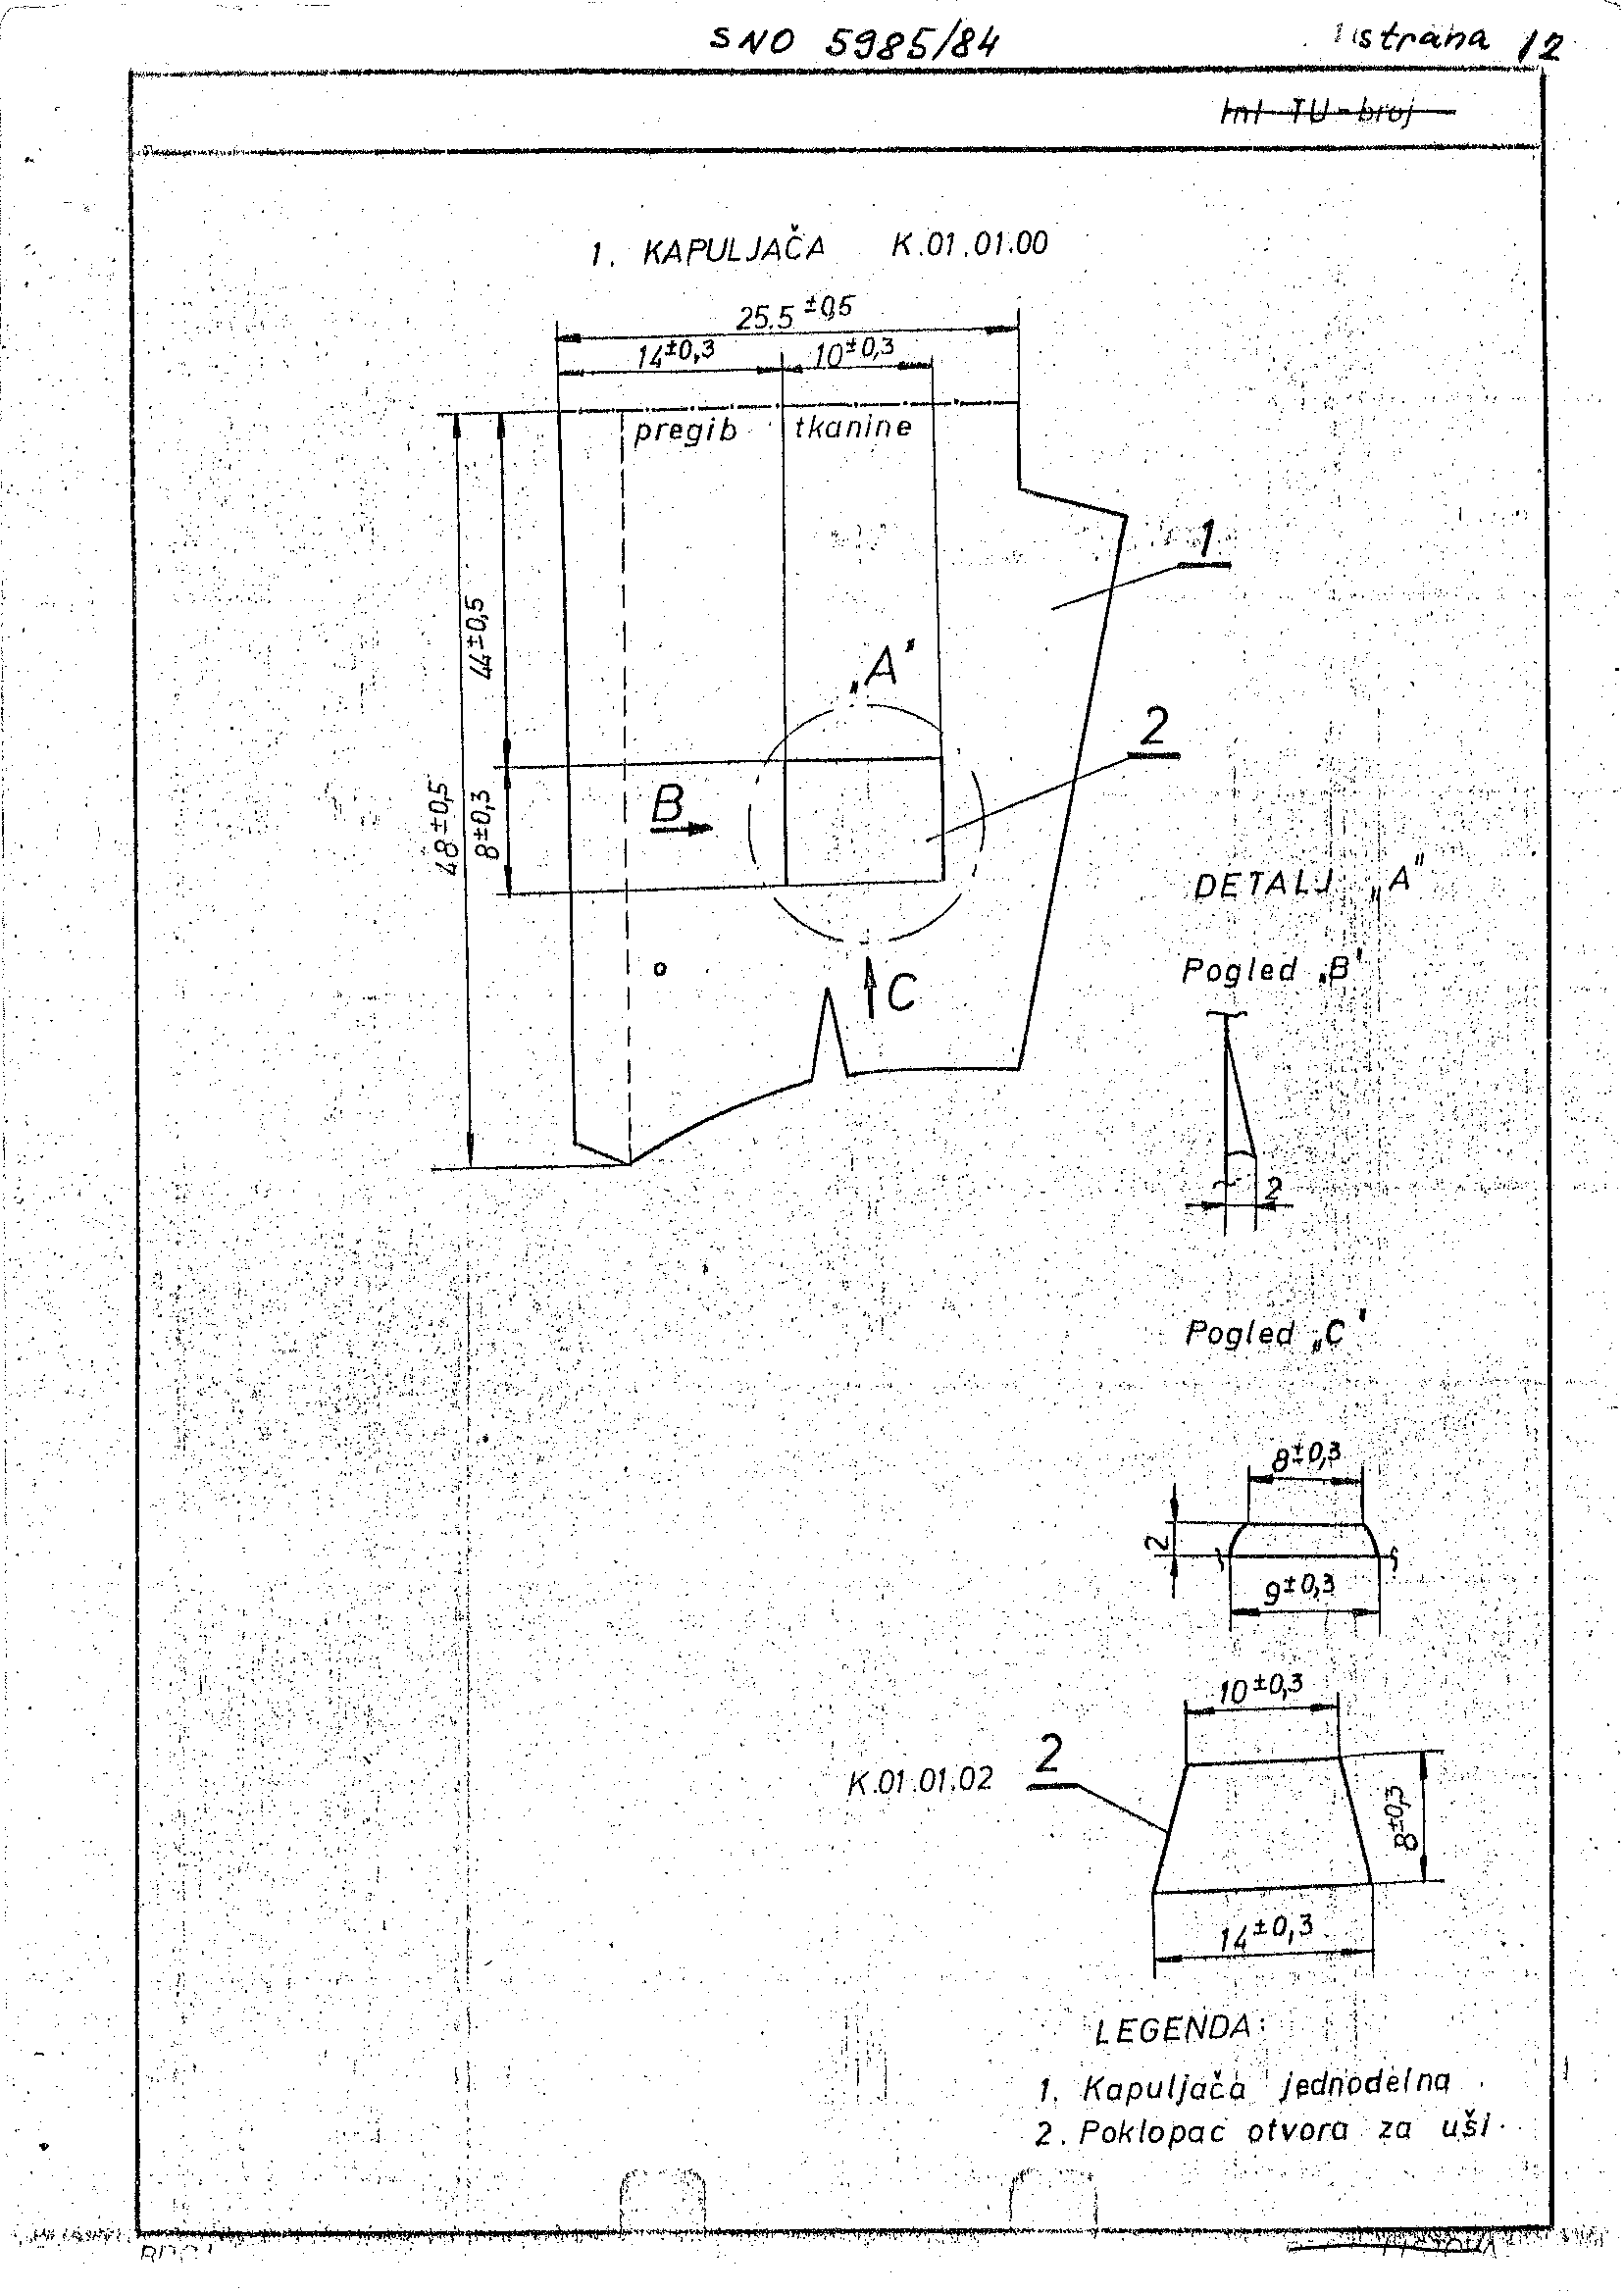 SNO 5985/84
strana 12
Int TU-broj
1. KAPULJAČA K.01.01.00
25.5 ±0,5
14±0,3
10±0,3
pregib tkanine
44±0,5
48±0,5
8±0,3
1
„A"
2
B
C
DETALJ „A"
Pogled „B"
2
Pogled „C"
8±0,3
2
9±0,3
10±0,3
K.01.01.02 2
8±0,3
14±0,3
LEGENDA:
1. Kapuljača jednodelna
2. Poklopac otvora za uši